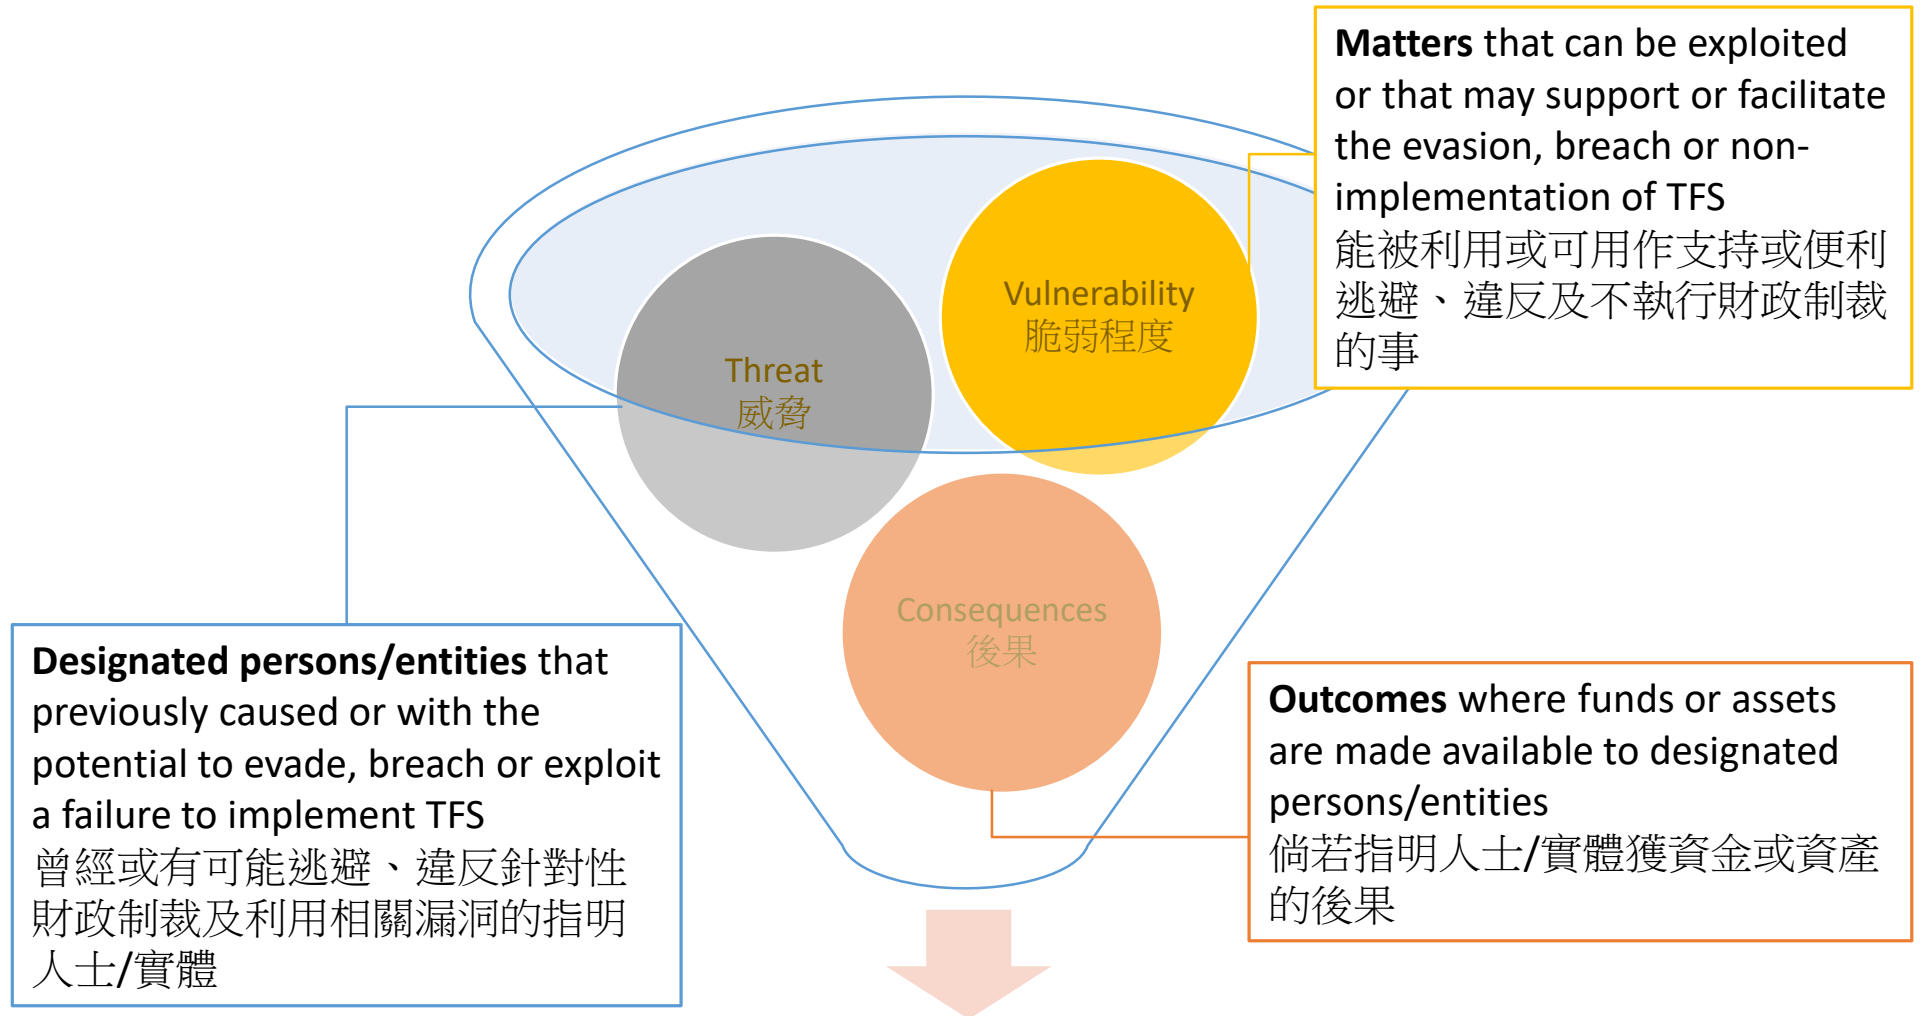 Matters that can be exploited
or that may support or facilitate
the evasion, breach or non-
implementation of TFS
能被利用或可用作支持或便利
逃避、違反及不執行財政制裁
的事
Vulnerability
脆弱程度
Threat
威脅
Consequences
後果
Designated persons/entities that
previously caused or with the
potential to evade, breach or exploit
a failure to implement TFS
曾經或有可能逃避、違反針對性
財政制裁及利用相關漏洞的指明
人士/實體
Outcomes where funds or assets
are made available to designated
persons/entities
倘若指明人士/實體獲資金或資產
的後果